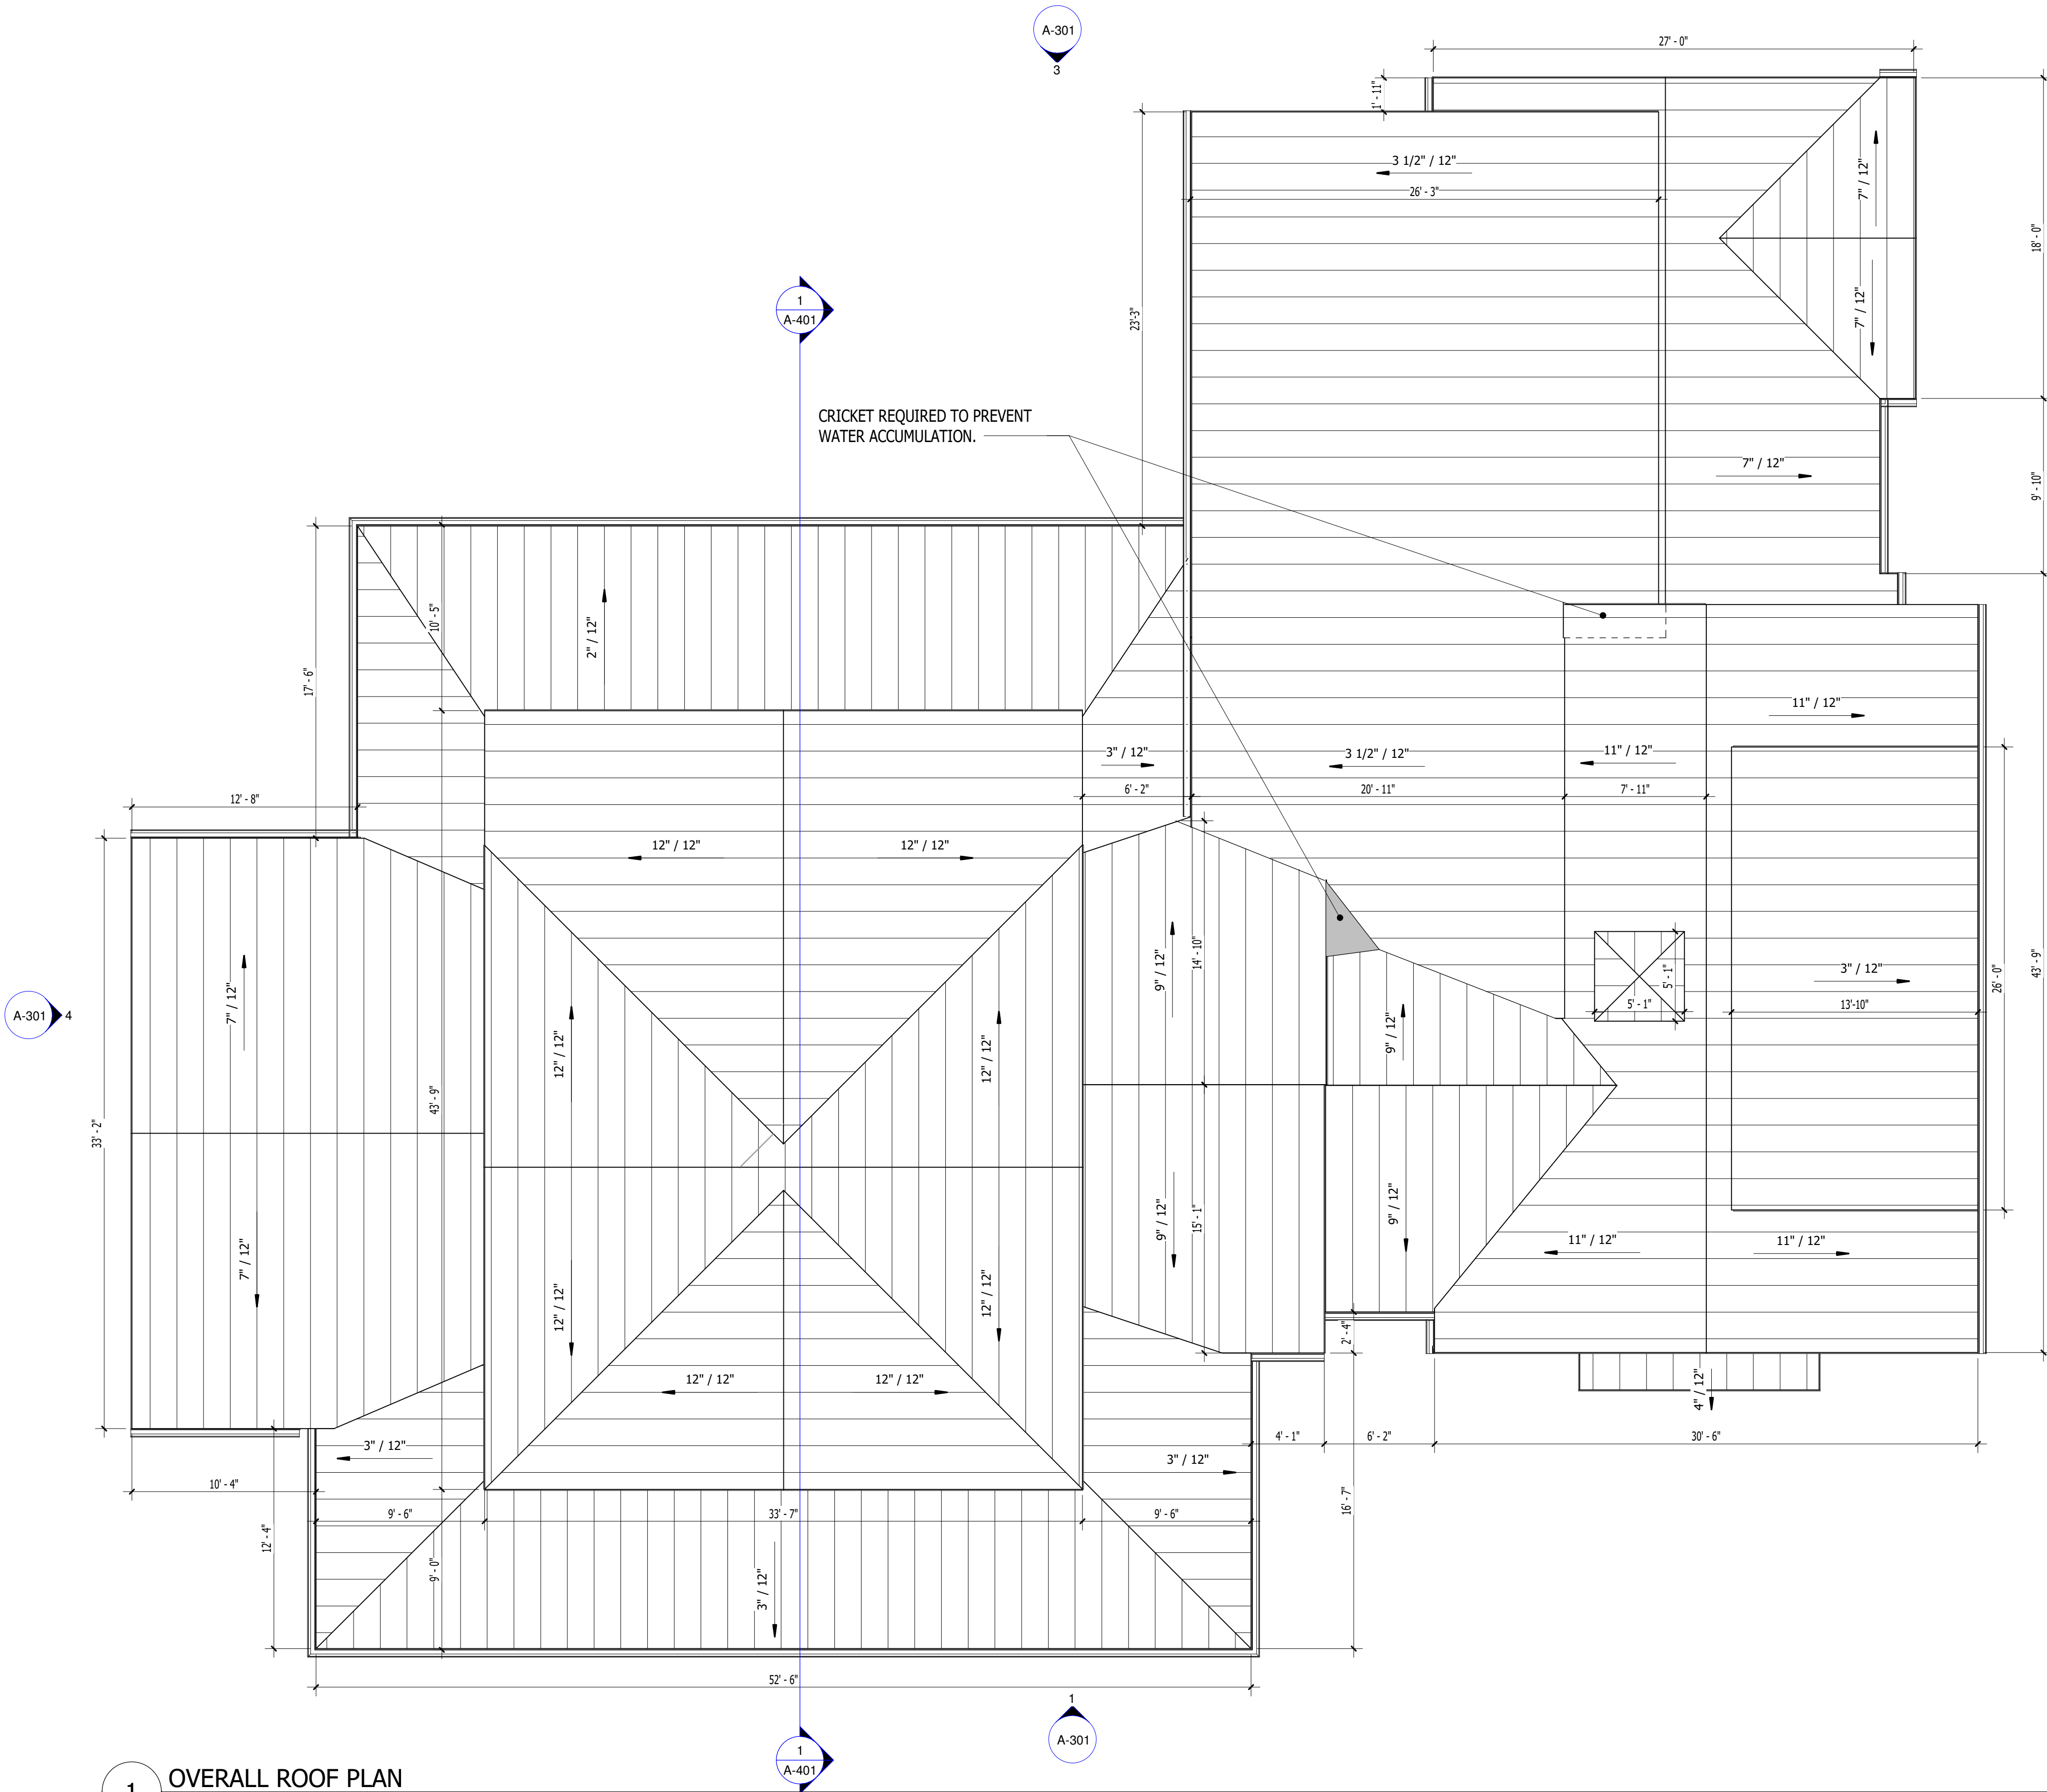 A-301
3
27' - 0"
1' - 11"
3 1/2" / 12"
26' - 3"
7" / 12"
7" / 12"
18' - 0"
23'-3"
1
A-401
CRICKET REQUIRED TO PREVENT
WATER ACCUMULATION.
7" / 12"
9' - 10"
17' - 6"
10' - 5"
2" / 12"
11" / 12"
3" / 12"
3 1/2" / 12"
11" / 12"
12' - 8"
6' - 2"
20' - 11"
7' - 11"
12" / 12"
12" / 12"
9" / 12"
14' - 10"
7" / 12"
A-301
4
12" / 12"
12" / 12"
9" / 12"
5' - 1"
5' - 1"
3" / 12"
13'-10"
26' - 0"
43' - 9"
33' - 2"
43' - 9"
7" / 12"
12" / 12"
12" / 12"
9" / 12"
15' - 1"
9" / 12"
11" / 12"
11" / 12"
2' - 4"
12" / 12"
12" / 12"
4" / 12"
3" / 12"
3" / 12"
4' - 1"
6' - 2"
30' - 6"
10' - 4"
9' - 6"
33' - 7"
9' - 6"
16' - 7"
12' - 4"
9' - 0"
3" / 12"
52' - 6"
1
A-301
1
A-401
1
OVERALL ROOF PLAN